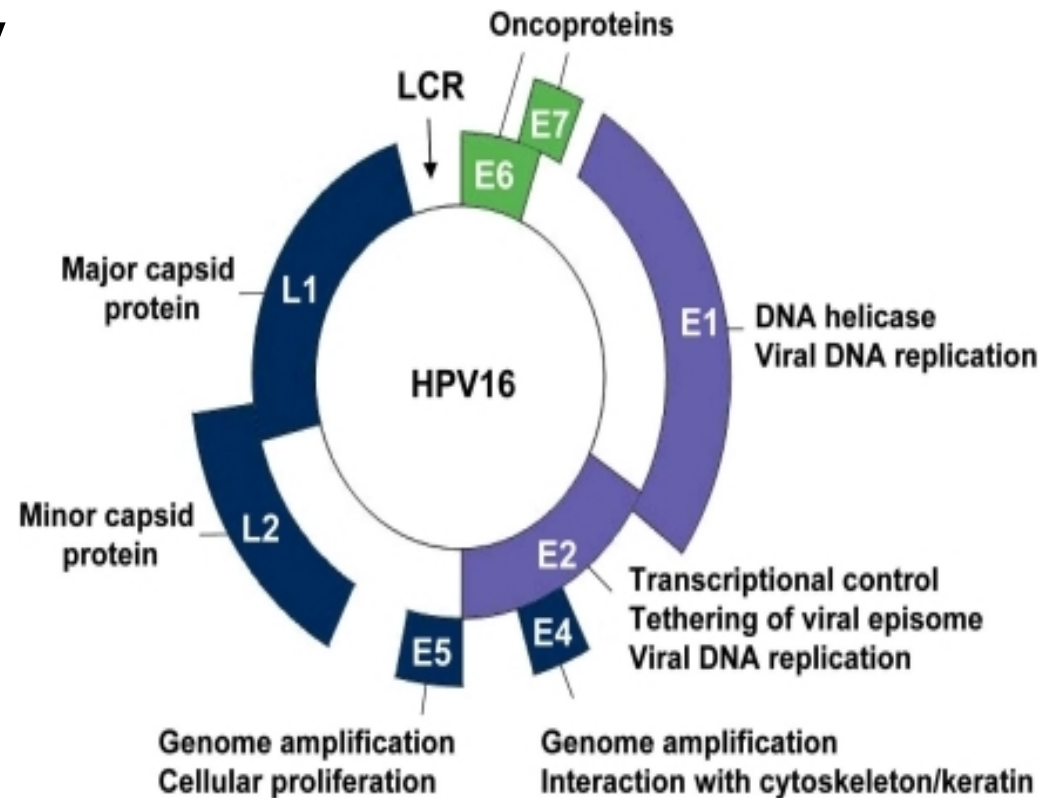 Oncoproteins
LCR
E7
E6
Major capsid
protein
L1
E1
DNA helicase
Viral DNA replication
HPV16
Minor capsid
protein
L2
E2
Transcriptional control
Tethering of viral episome
Viral DNA replication
E5
E4
Genome amplification
Cellular proliferation
Genome amplification
Interaction with cytoskeleton/keratin